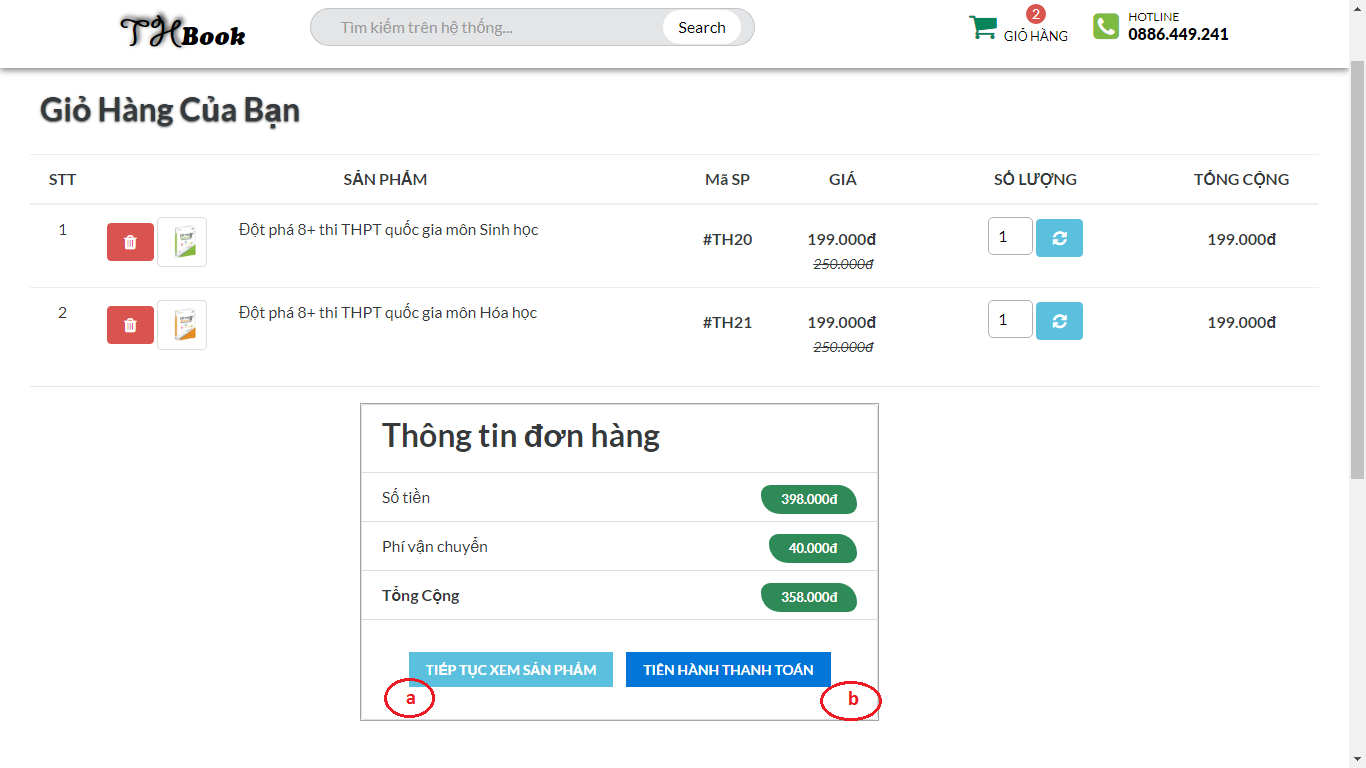 THBook
Tìm kiếm trên hệ thống... Search
2
GIỎ HÀNG
HOTLINE
0886.449.241
Giỏ Hàng Của Bạn
STT SẢN PHẨM Mã SP GIÁ SỐ LƯỢNG TỔNG CỘNG
1 Đột phá 8+ thi THPT quốc gia môn Sinh học #TH20 199.000đ 1 199.000đ
250.000đ
2 Đột phá 8+ thi THPT quốc gia môn Hóa học #TH21 199.000đ 1 199.000đ
250.000đ
Thông tin đơn hàng
Số tiền 398.000đ
Phí vận chuyển 40.000đ
Tổng Cộng 358.000đ
TIẾP TỤC XEM SẢN PHẨM TIẾN HÀNH THANH TOÁN
a b